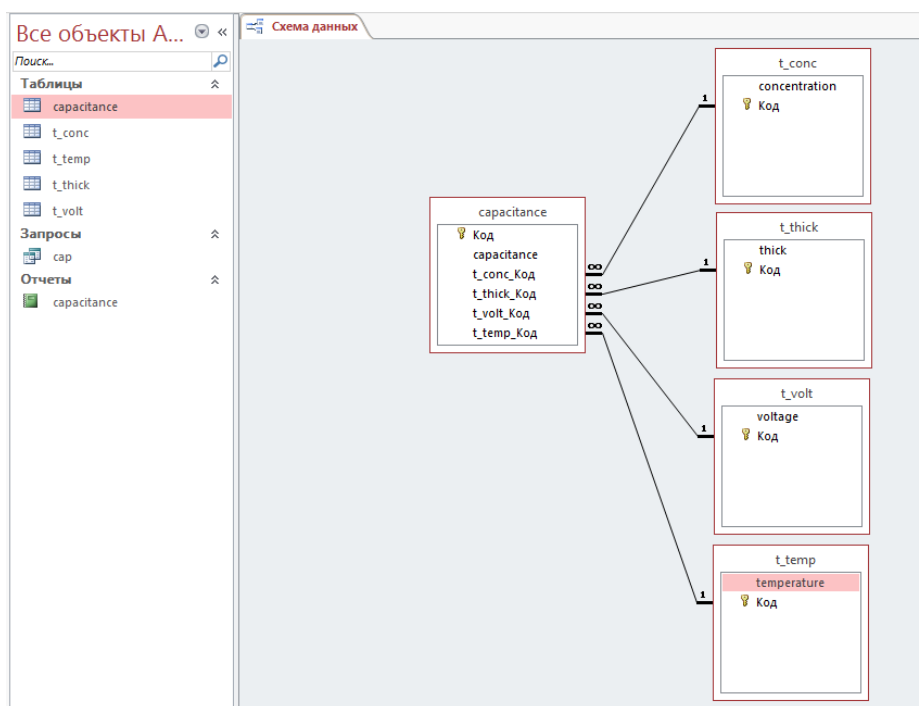 Все объекты A...
«
Поиск...
Таблицы
capacitance
t_conc
t_temp
t_thick
t_volt
Запросы
cap
Отчеты
capacitance
Схема данных
capacitance
Код
capacitance
t_conc_Код
t_thick_Код
t_volt_Код
t_temp_Код
∞
∞
∞
∞
t_conc
concentration
1
Код
t_thick
thick
1
Код
t_volt
voltage
1
Код
t_temp
temperature
1
Код